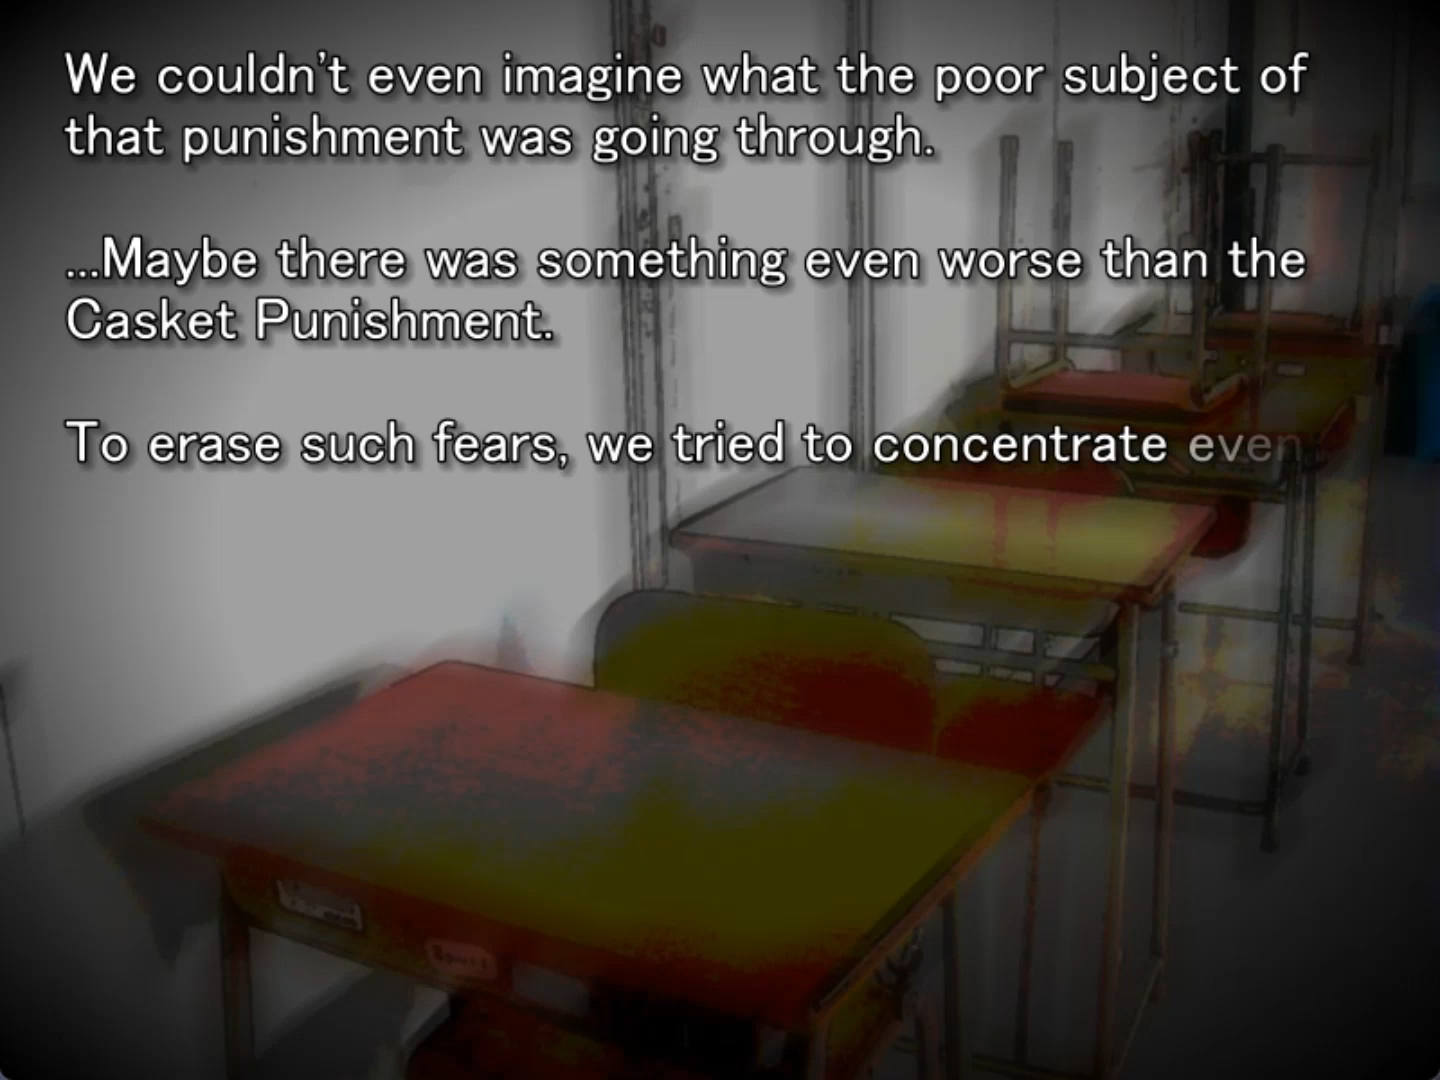 We couldn't even imagine what the poor subject of
that punishment was going through.
...Maybe there was something even worse than the
Casket Punishment.
To erase such fears, we tried to concentrate even